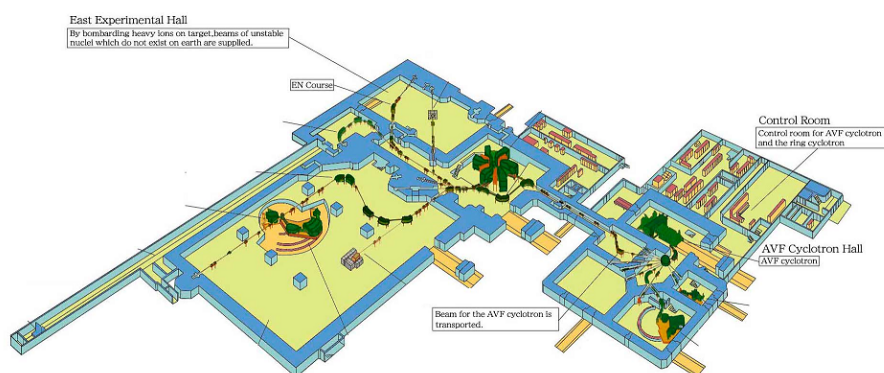 East Experimental Hall
By bombarding heavy ions on target,beams of unstable
nuclei which do not exist on earth are supplied.
EN Course
Control Room
Control room for AVF cyclotron
and the ring cyclotron
AVF Cyclotron Hall
AVF cyclotron
Beam for the AVF cyclotron is
transported.